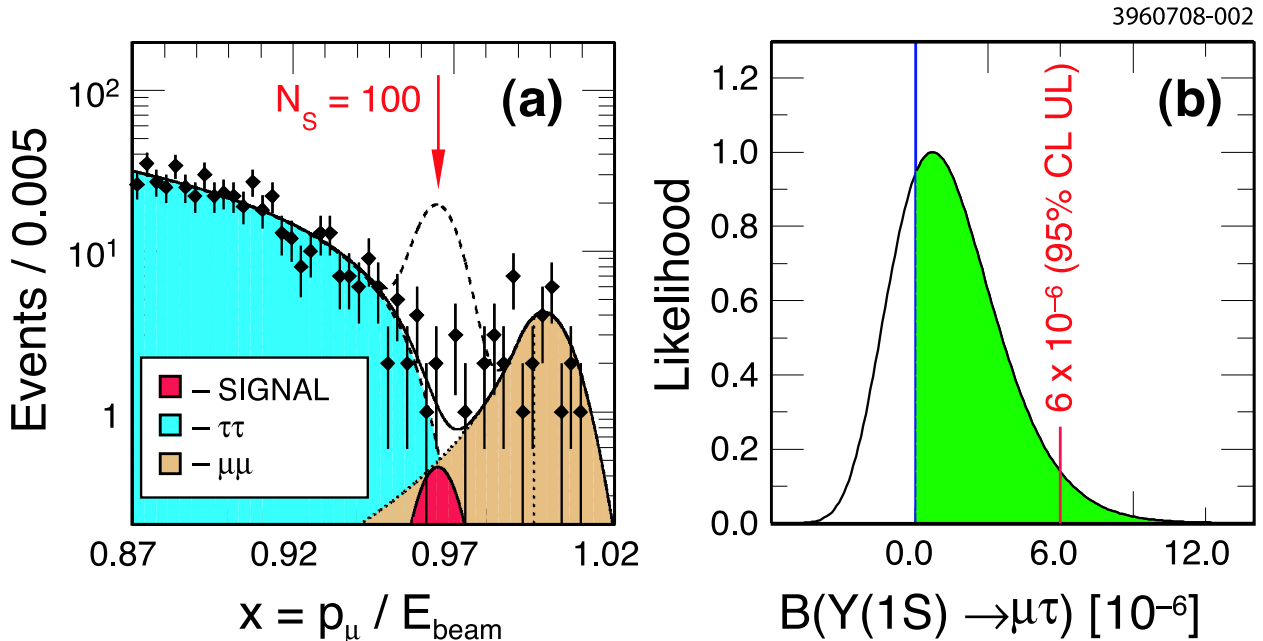 3960708-002
(a)
N_S = 100
10²
10¹
1
Events / 0.005
– SIGNAL
– ττ
– μμ
0.87 0.92 0.97 1.02
x = p_μ / E_beam
(b)
6 x 10⁻⁶ (95% CL UL)
1.2
1.0
0.8
0.6
0.4
0.2
0.0
Likelihood
0.0 6.0 12.0
B(Υ(1S) →μτ) [10⁻⁶]